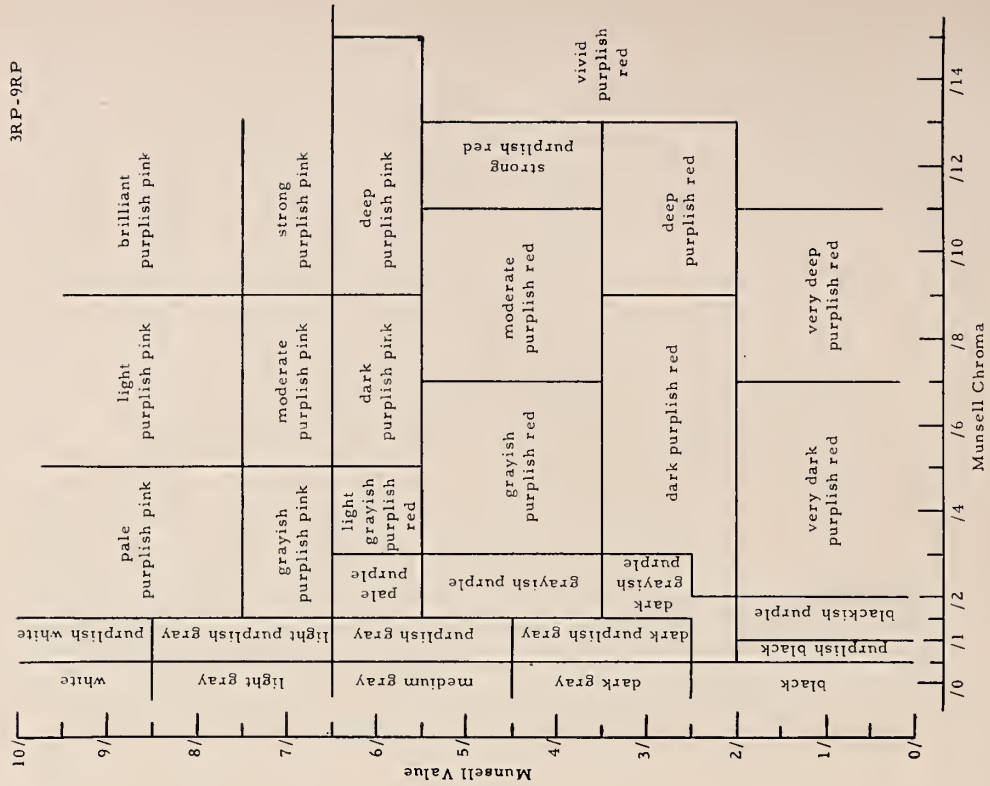 3RP-9RP
brilliant
purplish pink
light
purplish pink
pale
purplish pink
strong
purplish pink
moderate
purplish pink
grayish
purplish pink
deep
purplish pink
dark
purplish pink
light
grayish
purplish
red
pale
purple
vivid
purplish
red
strong
purplish red
moderate
purplish red
grayish
purplish red
grayish purple
deep
purplish red
dark purplish red
dark
grayish
purple
very deep
purplish red
very dark
purplish red
blackish purple
purplish white
light purplish gray
purplish gray
dark purplish gray
purplish black
white
light gray
medium gray
dark gray
black
10/
9/
8/
7/
6/
5/
4/
3/
2/
1/
0/
Munsell Value
/0
/1
/2
/4
/6
/8
/10
/12
/14
Munsell Chroma